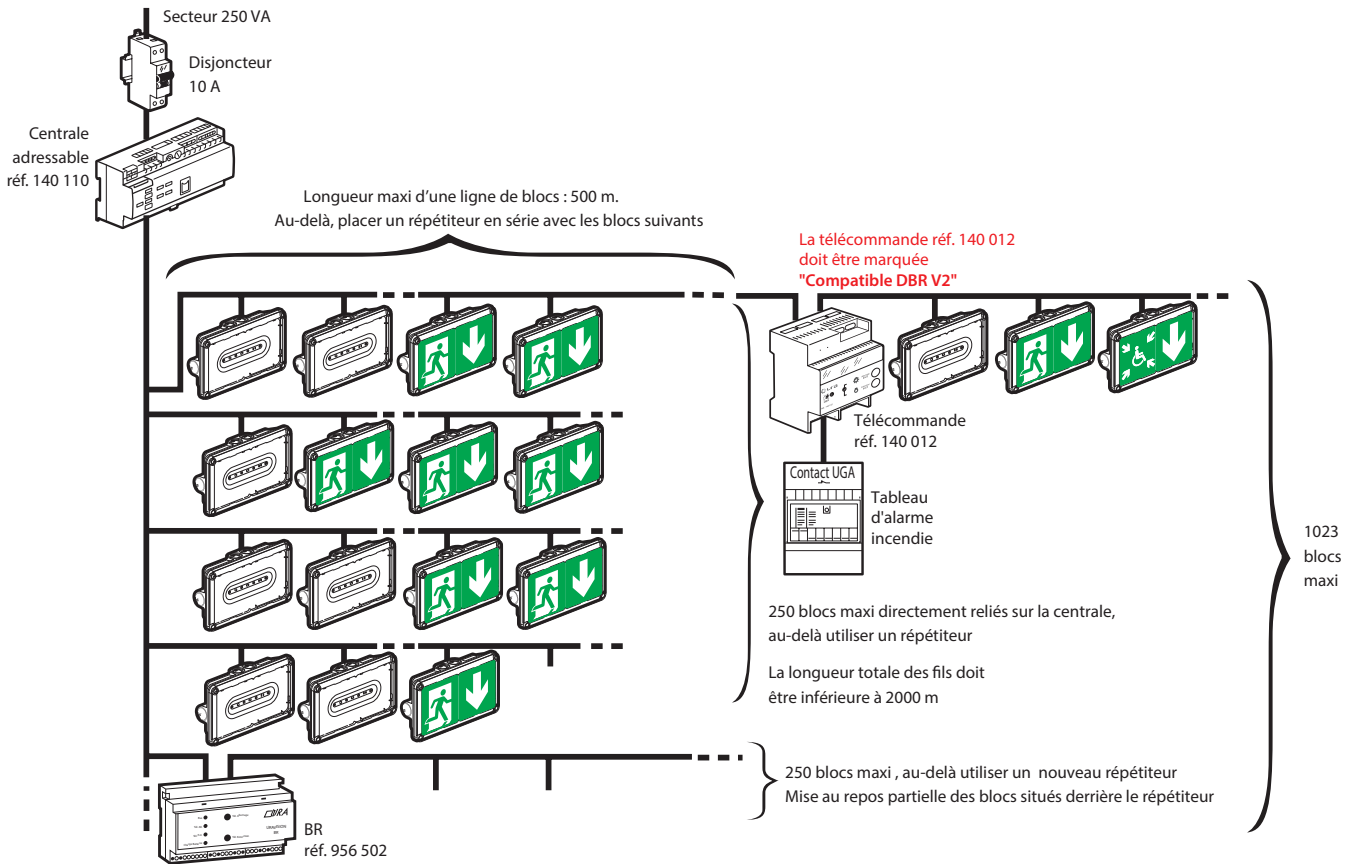 Secteur 250 VA
Disjoncteur
10 A
Centrale
adressable
réf. 140 110
Longueur maxi d'une ligne de blocs : 500 m.
Au-delà, placer un répétiteur en série avec les blocs suivants
La télécommande réf. 140 012
doit être marquée
"Compatible DBR V2"
Télécommande
réf. 140 012
Contact UGA
Tableau
d'alarme
incendie
1023
blocs
maxi
250 blocs maxi directement reliés sur la centrale,
au-delà utiliser un répétiteur
La longueur totale des fils doit
être inférieure à 2000 m
250 blocs maxi , au-delà utiliser un nouveau répétiteur
Mise au repos partielle des blocs situés derrière le répétiteur
URA
BR
réf. 956 502